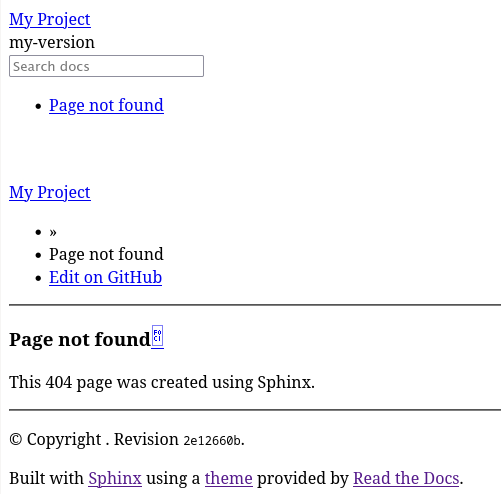 My Project
my-version
Search docs
• Page not found
My Project
• »
• Page not found
• Edit on GitHub
Page not found
This 404 page was created using Sphinx.
© Copyright . Revision 2e12660b.
Built with Sphinx using a theme provided by Read the Docs.